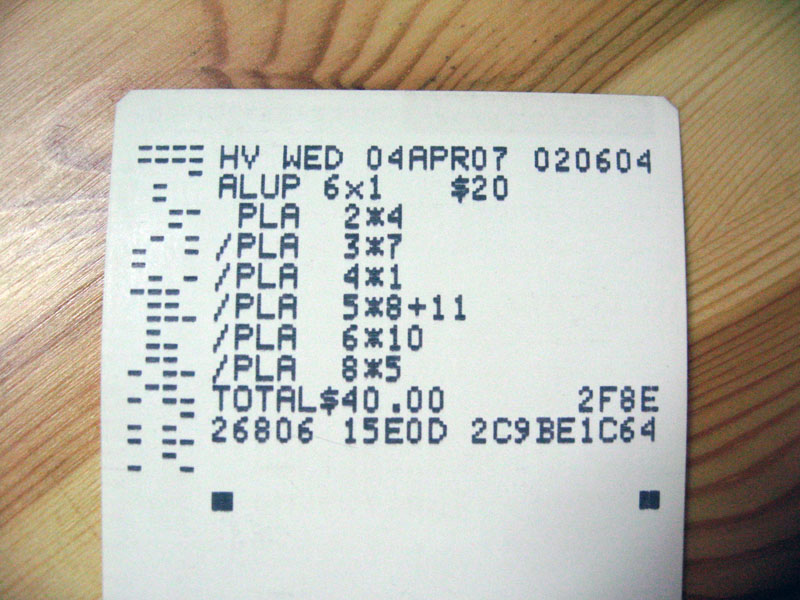 HV WED 04APR07 020604
ALUP 6x1 $20
PLA 2*4
/PLA 3*7
/PLA 4*1
/PLA 5*8+11
/PLA 6*10
/PLA 8*5
TOTAL$40.00 2F8E
26806 15E0D 2C9BE1C64